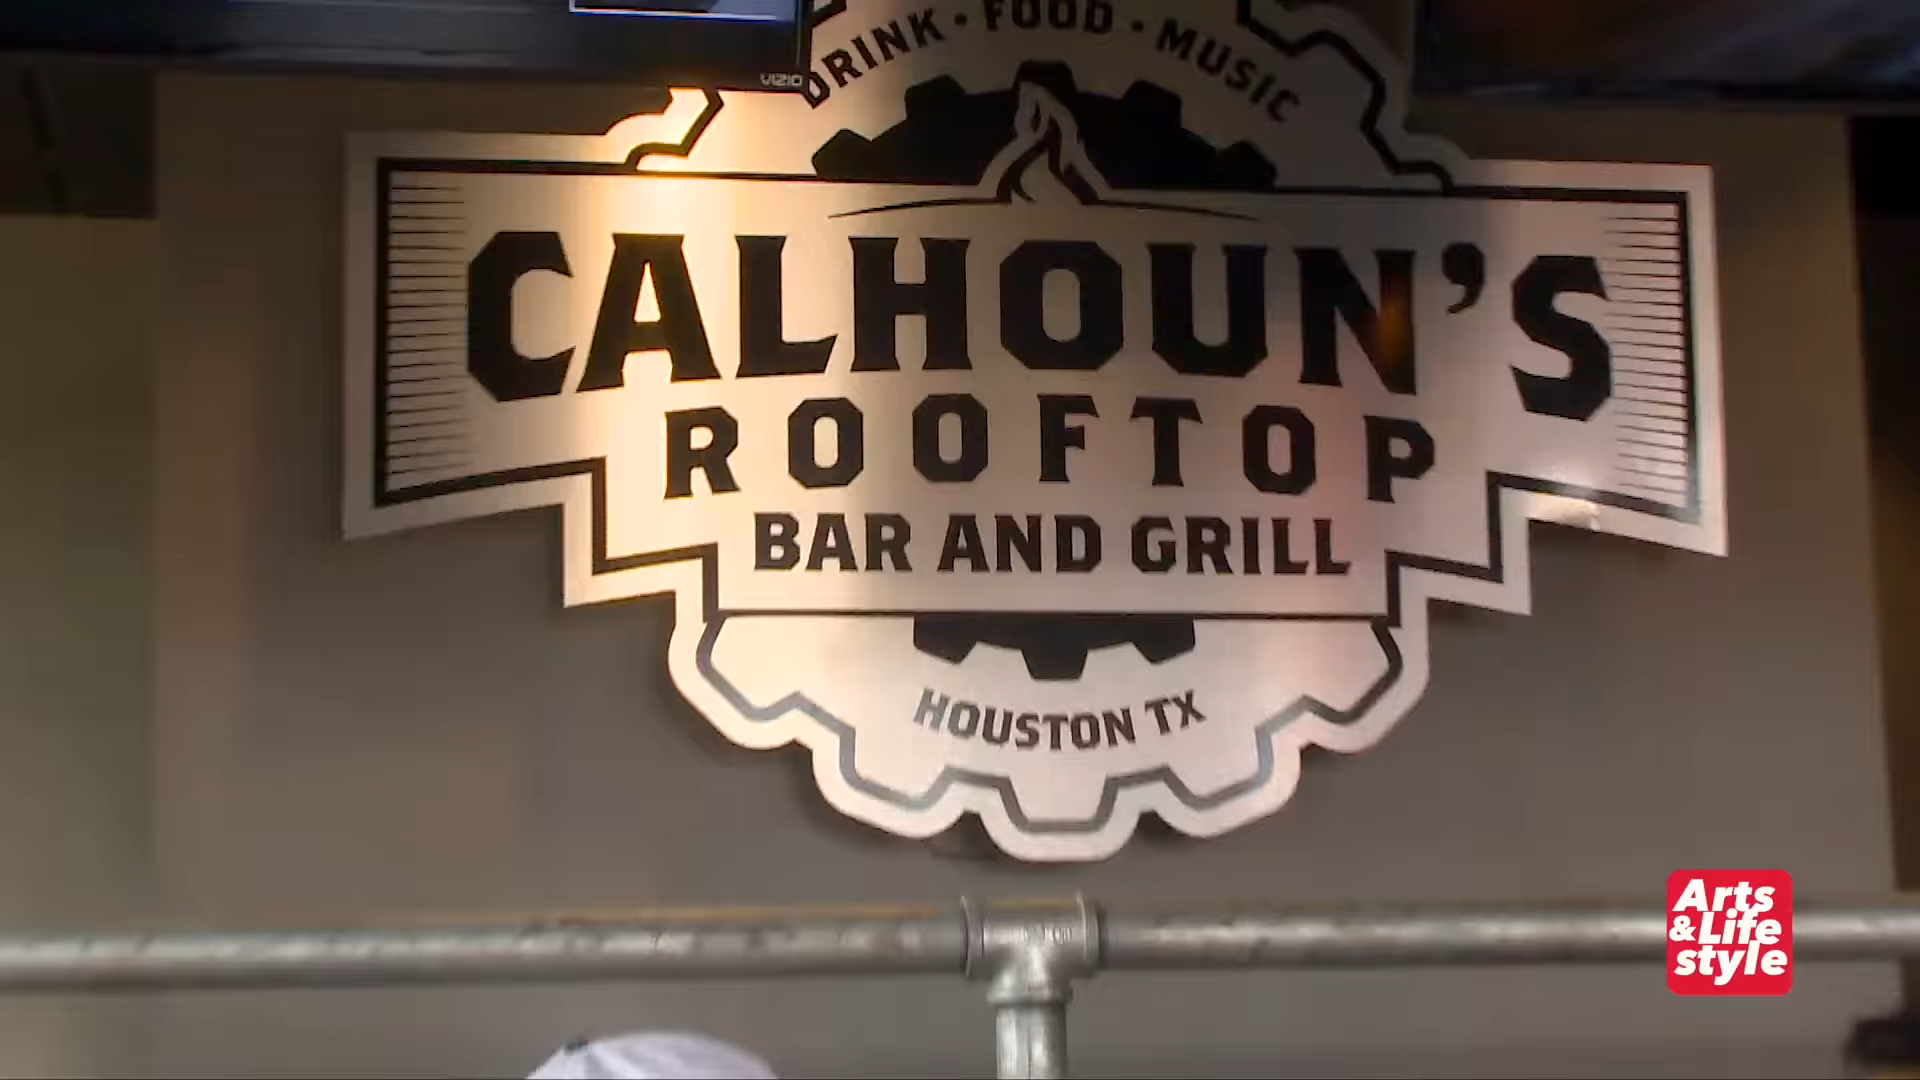 VIZIO
DRINK · FOOD · MUSIC
CALHOUN'S
ROOFTOP
BAR AND GRILL
HOUSTON TX
Arts
&Life
style